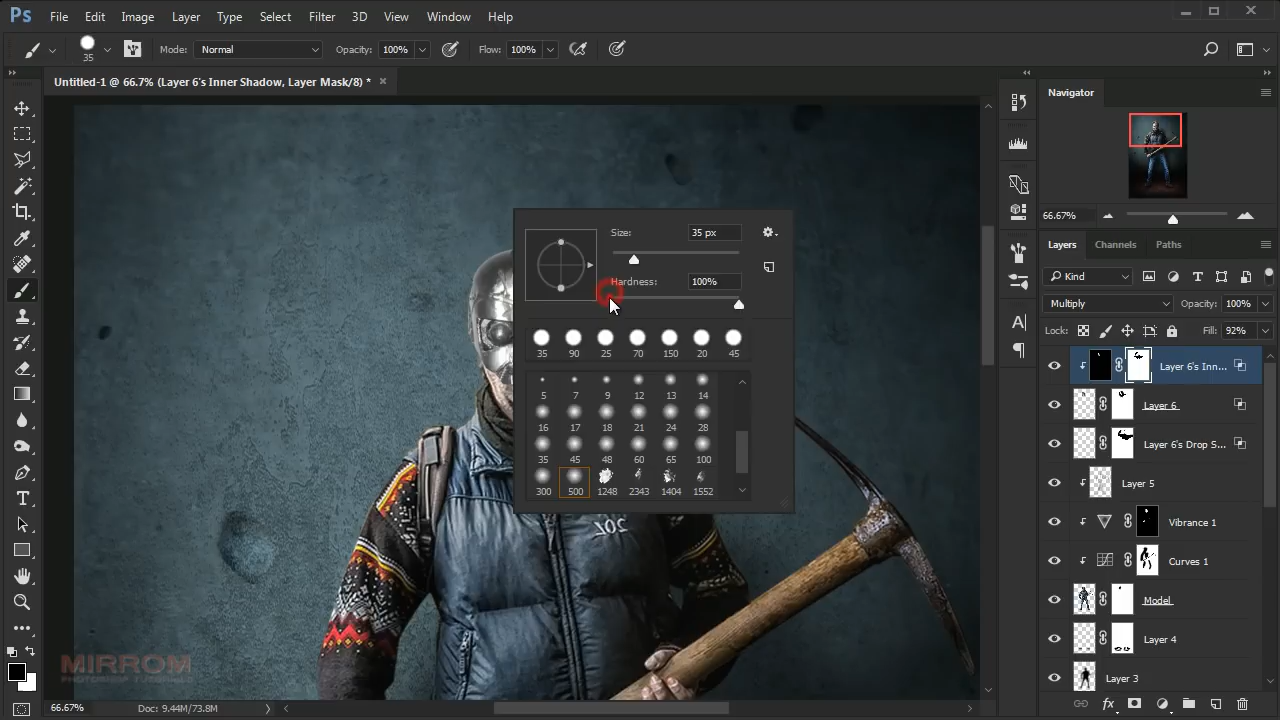 Ps File Edit Image Layer Type Select Filter 3D View Window Help
35 Mode: Normal Opacity: 100% Flow: 100%
Untitled-1 @ 66.7% (Layer 6's Inner Shadow, Layer Mask/8) *
Navigator
66.67%
Layers Channels Paths
Kind
Multiply Opacity: 100%
Lock: Fill: 92%
Layer 6's Inn...
Layer 6
Layer 6's Drop S...
Layer 5
Vibrance 1
Curves 1
Model
Layer 4
Layer 3
Size: 35 px
Hardness: 100%
35 90 25 70 150 20 45
5 7 9 12 13 14
16 17 18 21 24 28
35 45 48 60 65 100
300 500 1248 2343 1404 1552
MIRROM
PHOTOSHOP TUTORIALS
66.67% Doc: 9.44M/73.8M